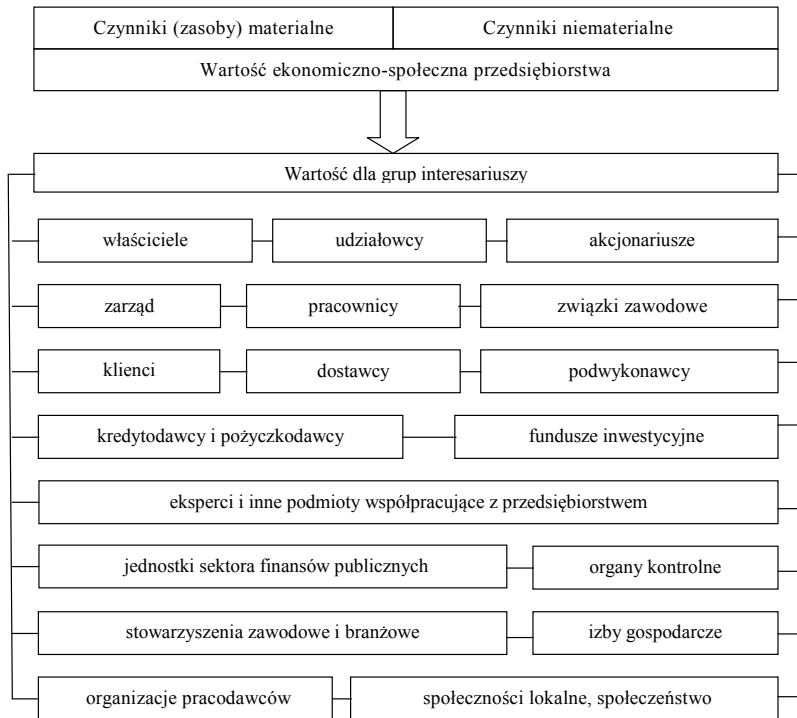 Czynniki (zasoby) materialne Czynniki niematerialne
Wartość ekonomiczno-społeczna przedsiębiorstwa
Wartość dla grup interesariuszy
właściciele udziałowcy akcjonariusze
zarząd pracownicy związki zawodowe
klienci dostawcy podwykonawcy
kredytodawcy i pożyczkodawcy fundusze inwestycyjne
eksperci i inne podmioty współpracujące z przedsiębiorstwem
jednostki sektora finansów publicznych organy kontrolne
stowarzyszenia zawodowe i branżowe izby gospodarcze
organizacje pracodawców społeczności lokalne, społeczeństwo